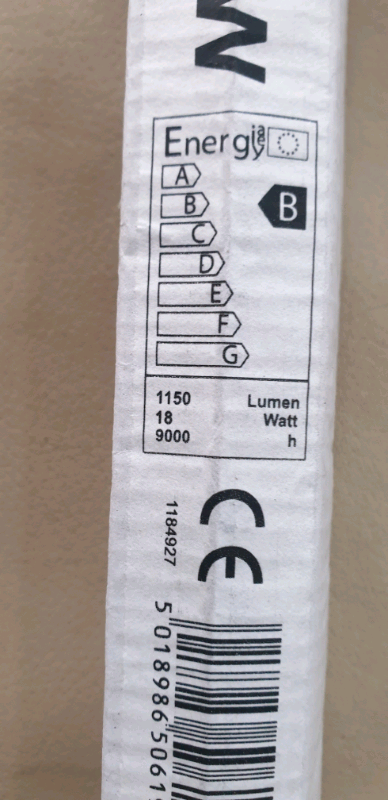 W
Energ
A
B
B
C
D
E
F
G
1150 Lumen
18 Watt
9000 h
CE
1184927
5 018986 5061